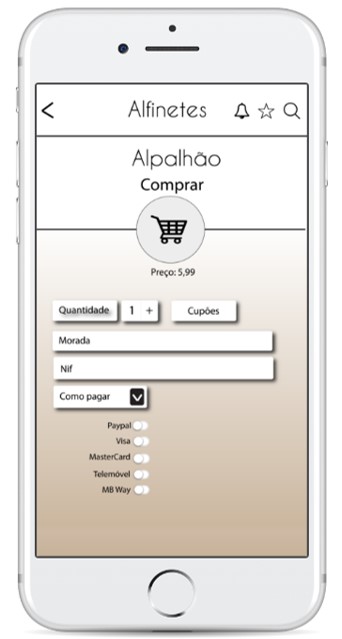 Alfinetes
Alpalhão
Comprar
Preço: 5,99
Quantidade 1 + Cupões
Morada
Nif
Como pagar
Paypal
Visa
MasterCard
Telemóvel
MB Way